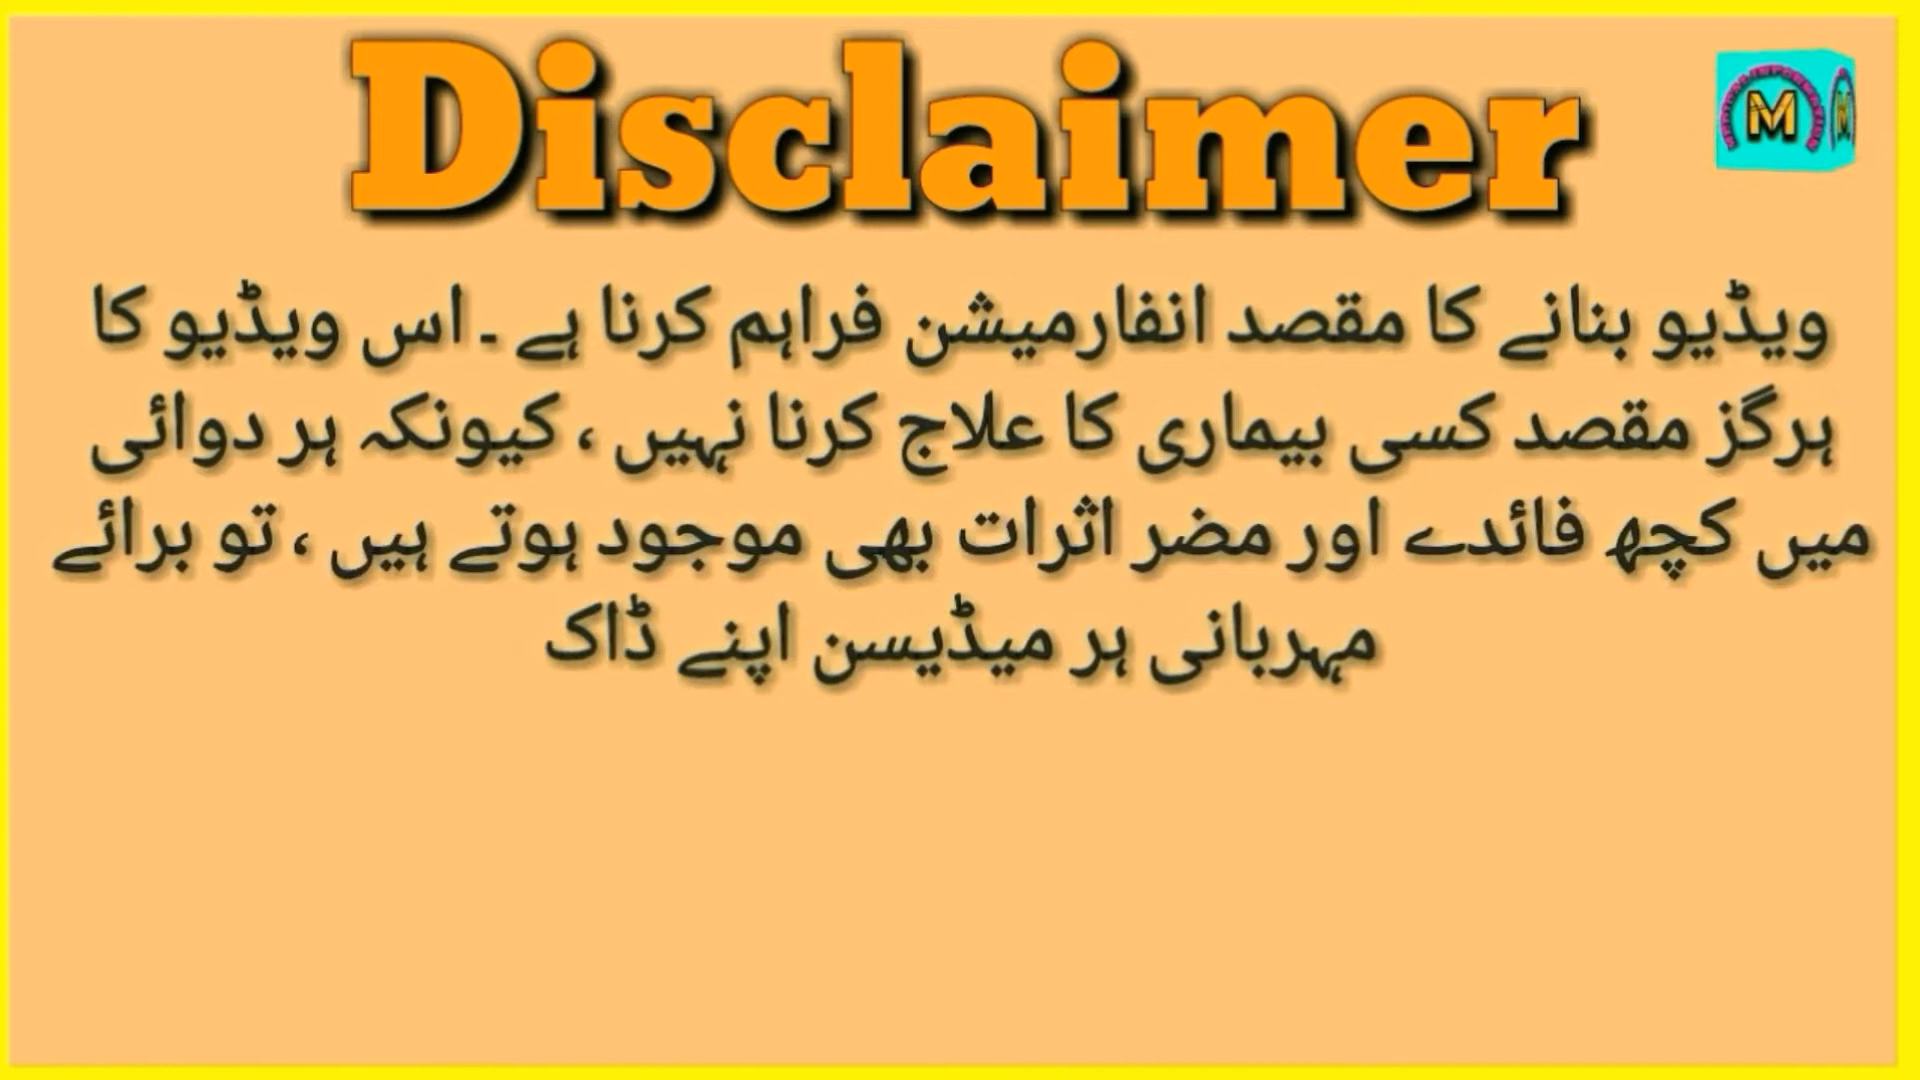 Disclaimer
M
M
ویڈیو بنانے کا مقصد انفارمیشن فراہم کرنا ہے ۔ اس ویڈیو کا
ہرگز مقصد کسی بیماری کا علاج کرنا نہیں ، کیونکہ ہر دوائی
میں کچھ فائدے اور مضر اثرات بھی موجود ہوتے ہیں ، تو برائے
مہربانی ہر میڈیسن اپنے ڈاک